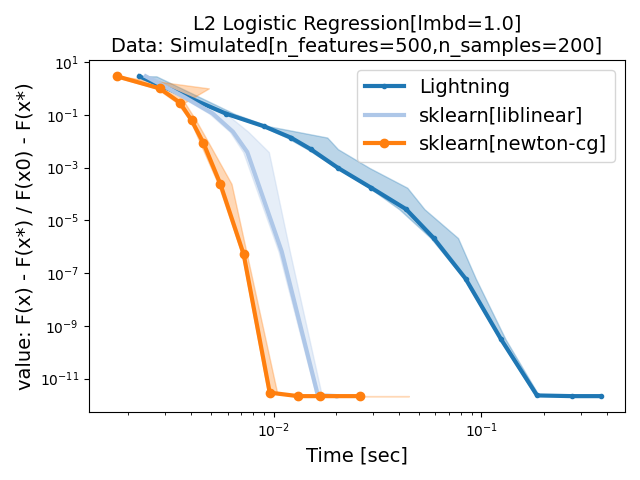 L2 Logistic Regression[lmbd=1.0]
Data: Simulated[n_features=500,n_samples=200]
value: F(x) - F(x*) / F(x0) - F(x*)
10¹
10⁻¹
10⁻³
10⁻⁵
10⁻⁷
10⁻⁹
10⁻¹¹
Lightning
sklearn[liblinear]
sklearn[newton-cg]
10⁻²
10⁻¹
Time [sec]